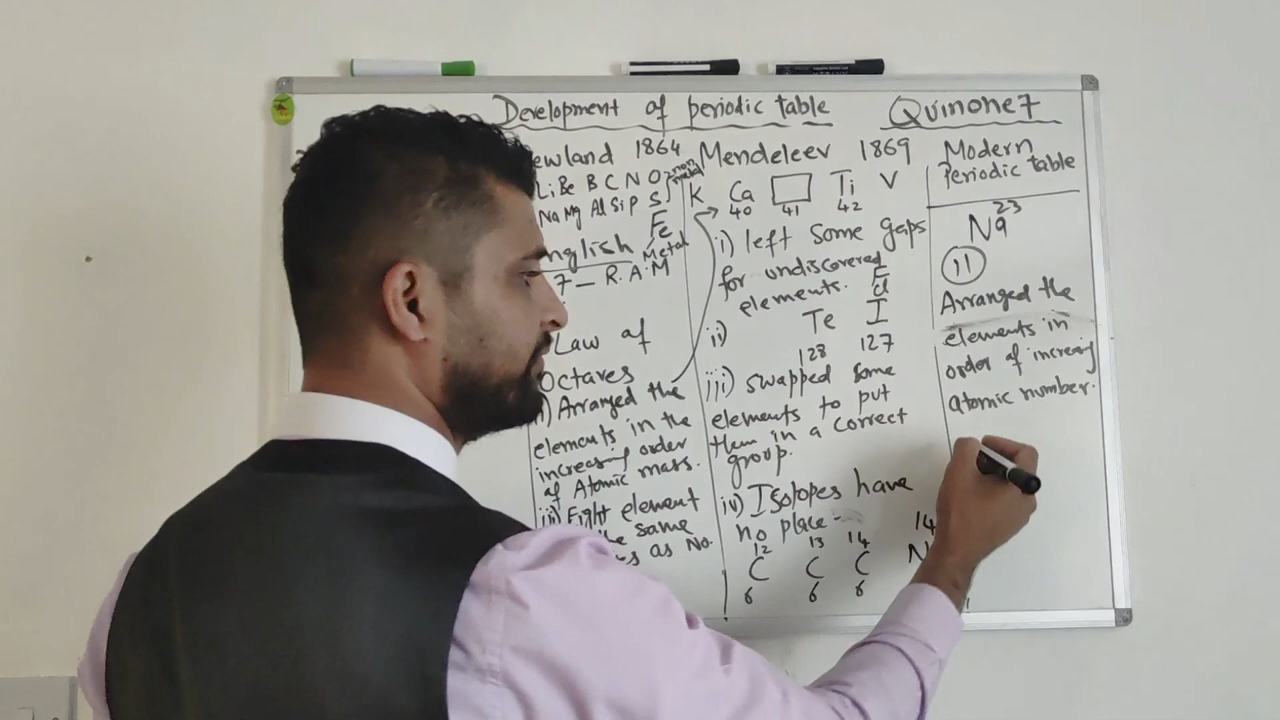 Development of periodic table
Quinone7
ewland 1864
Li Be B C N O
non
metal
Na Mg Al Si P S
Fe
Metal
nglish
7 - R.A.M
Law of
Octaves
i) Arranged the
elements in the
increasing order
of Atomic mass.
ii) Eight element
the same
as No.
Mendeleev 1869
K Ca Ti V
40 41 42
i) left some gaps
for undiscovered
elements.
F
Cl
ii) Te I
128 127
iii) swapped some
elements to put
them in a correct
group.
iv) Isotopes have
no place-
12 13 14 14
C C C N
6 6 6
Modern
Periodic table
23
Na
11
Arranged the
elements in
order of increasing
atomic number.